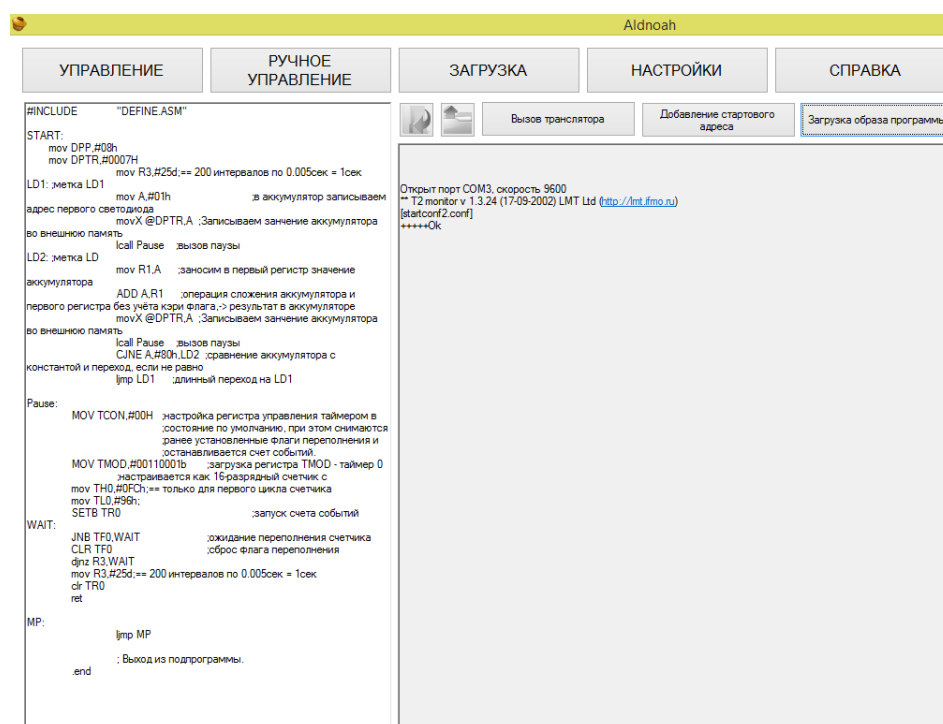 Aldnoah
УПРАВЛЕНИЕ
РУЧНОЕ
УПРАВЛЕНИЕ
ЗАГРУЗКА
НАСТРОЙКИ
СПРАВКА
#INCLUDE "DEFINE.ASM"
START:
mov DPP,#08h
mov DPTR,#0007H
mov R3,#25d;== 200 интервалов по 0.005сек = 1сек
LD1: ;метка LD1
mov A,#01h ;в аккумулятор записываем
адрес первого светодиода
movX @DPTR,A ;Записываем занчение аккумулятора
во внешнюю память
lcall Pause ;вызов паузы
LD2: ;метка LD
mov R1,A ;заносим в первый регистр значение
аккумулятора
ADD A,R1 ;операция сложения аккумулятора и
первого регистра без учёта кэри флага,-> результат в аккумуляторе
movX @DPTR,A ;Записываем занчение аккумулятора
во внешнюю память
lcall Pause ;вызов паузы
CJNE A,#80h,LD2 ;сравнение аккумулятора с
константой и переход, если не равно
ljmp LD1 ;длинный переход на LD1
Pause:
MOV TCON,#00H ;настройка регистра управления таймером в
;состояние по умолчанию, при этом снимаются
;ранее установленные флаги переполнения и
;останавливается счет событий.
MOV TMOD,#00110001b ;загрузка регистра TMOD - таймер 0
;настраивается как 16-разрядный счетчик с
mov TH0,#0FCh;== только для первого цикла счетчика
mov TL0,#96h;
SETB TR0 ;запуск счета событий
WAIT:
JNB TF0,WAIT ;ожидание переполнения счетчика
CLR TF0 ;сброс флага переполнения
djnz R3,WAIT
mov R3,#25d;== 200 интервалов по 0.005сек = 1сек
clr TR0
ret
MP:
ljmp MP
; Выход из подпрограммы.
.end
Вызов транслятора
Добавление стартового
адреса
Загрузка образа программы
Открыт порт COM3, скорость 9600
** T2 monitor v 1.3.24 (17-09-2002) LMT Ltd (http://lmt.ifmo.ru)
[startconf2.conf]
+++++Ok